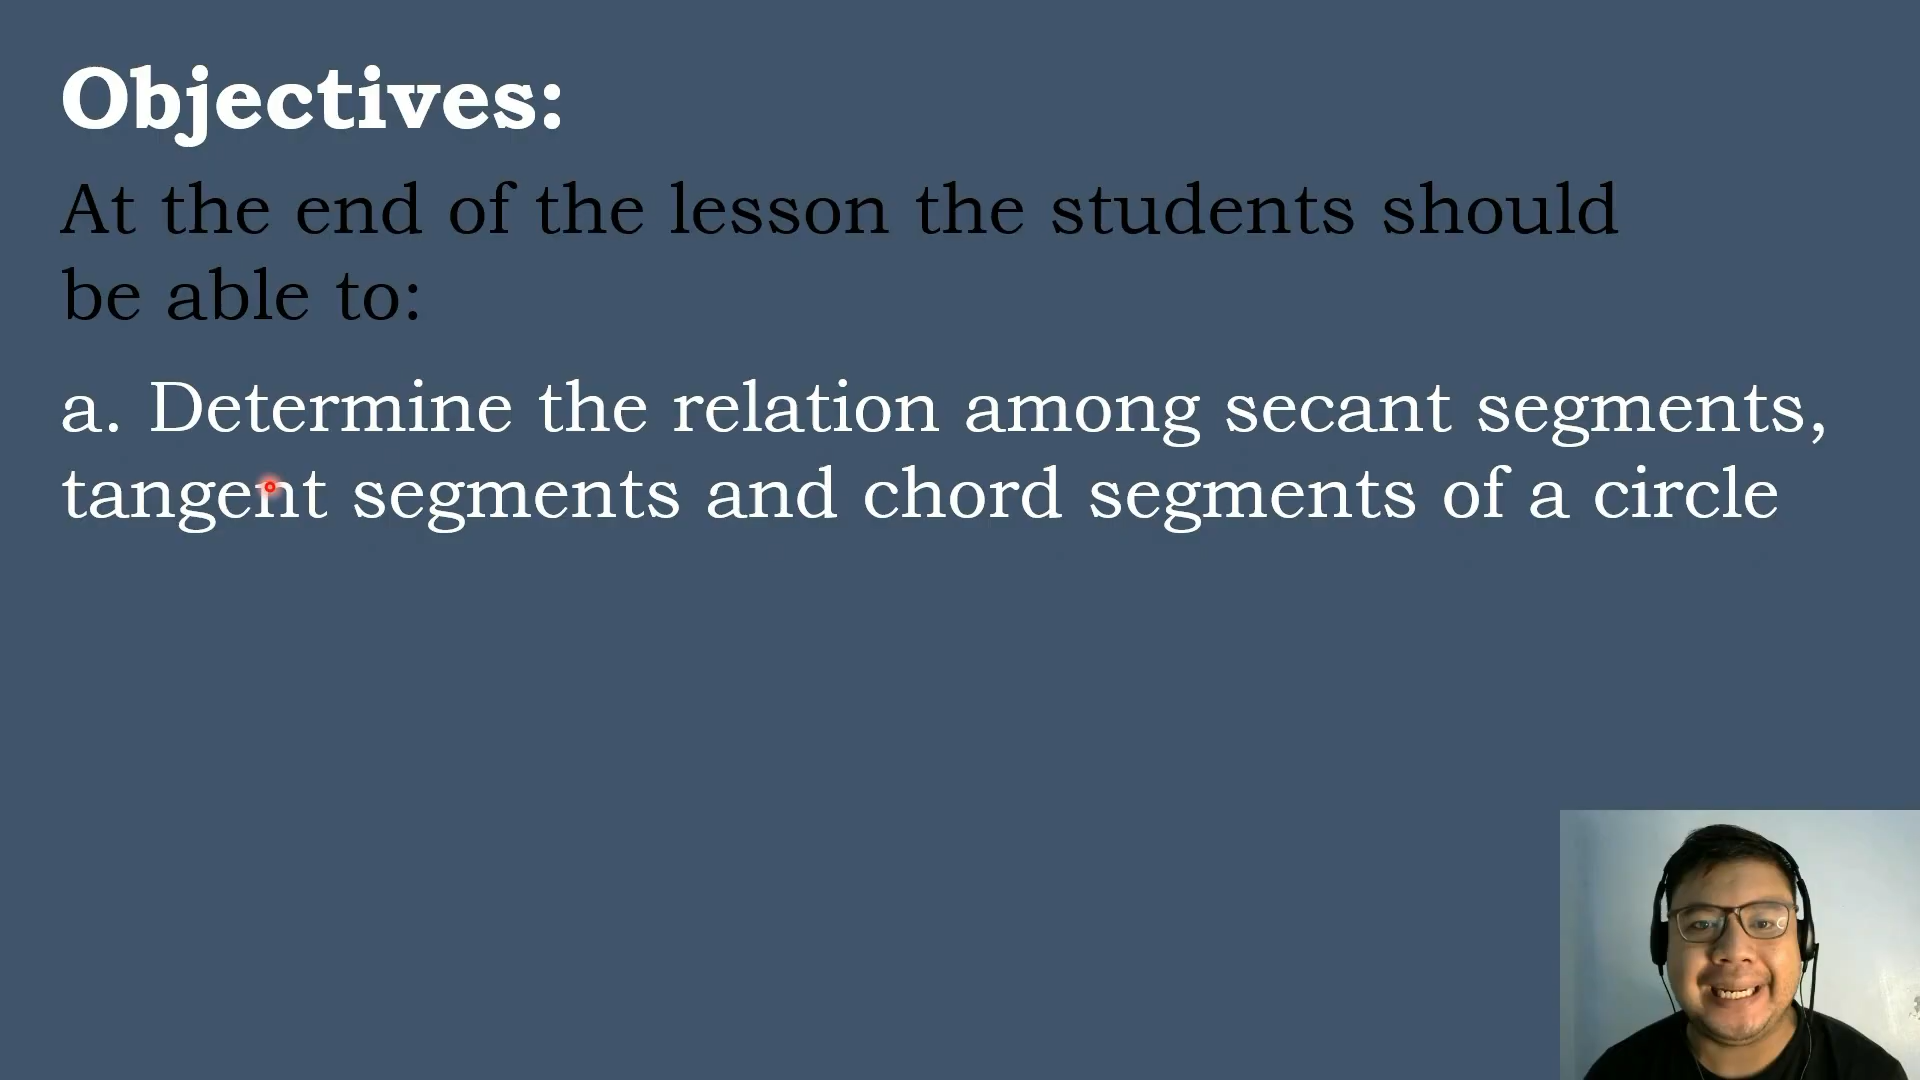 Objectives:
At the end of the lesson the students should
be able to:
a. Determine the relation among secant segments,
tangent segments and chord segments of a circle